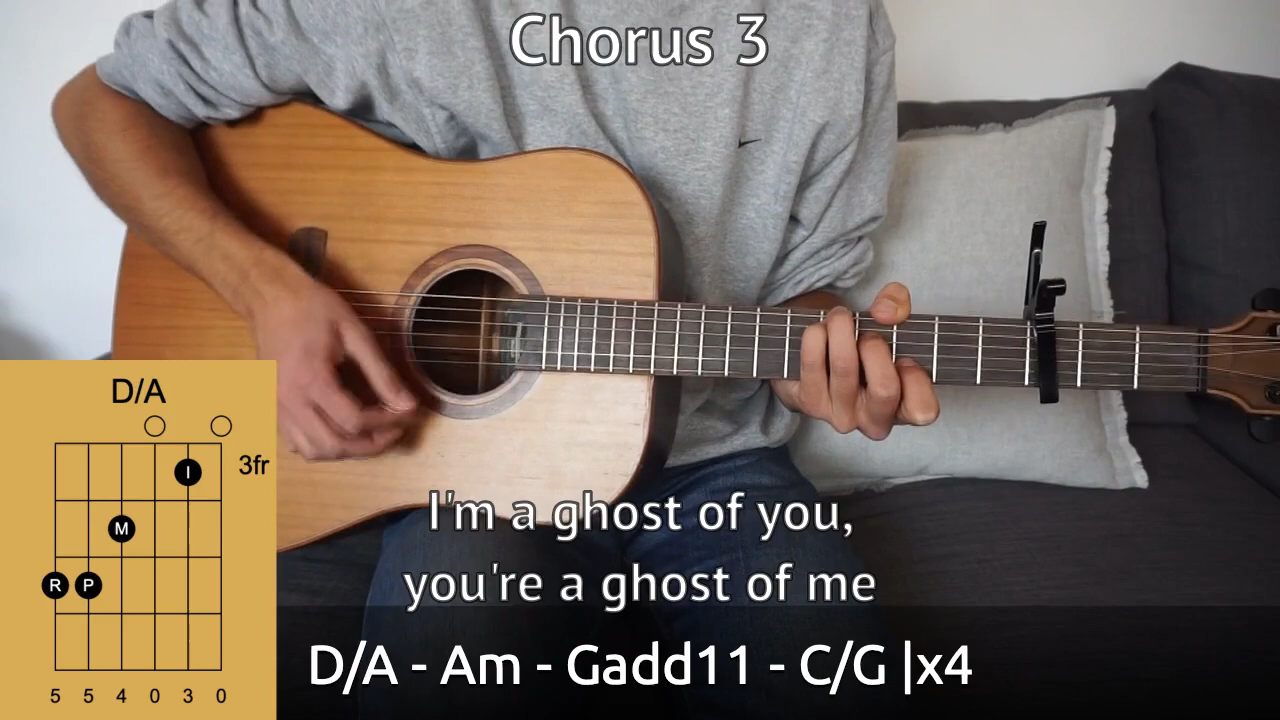 Chorus 3
D/A
3fr
I
M
R P
5 5 4 0 3 0
I'm a ghost of you,
you're a ghost of me
D/A - Am - Gadd11 - C/G |x4